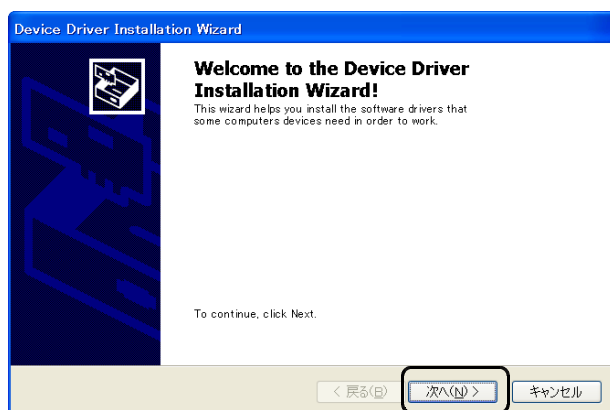 Device Driver Installation Wizard
Welcome to the Device Driver
Installation Wizard!
This wizard helps you install the software drivers that
some computers devices need in order to work.
To continue, click Next.
< 戻る(B)
次へ(N) >
キャンセル